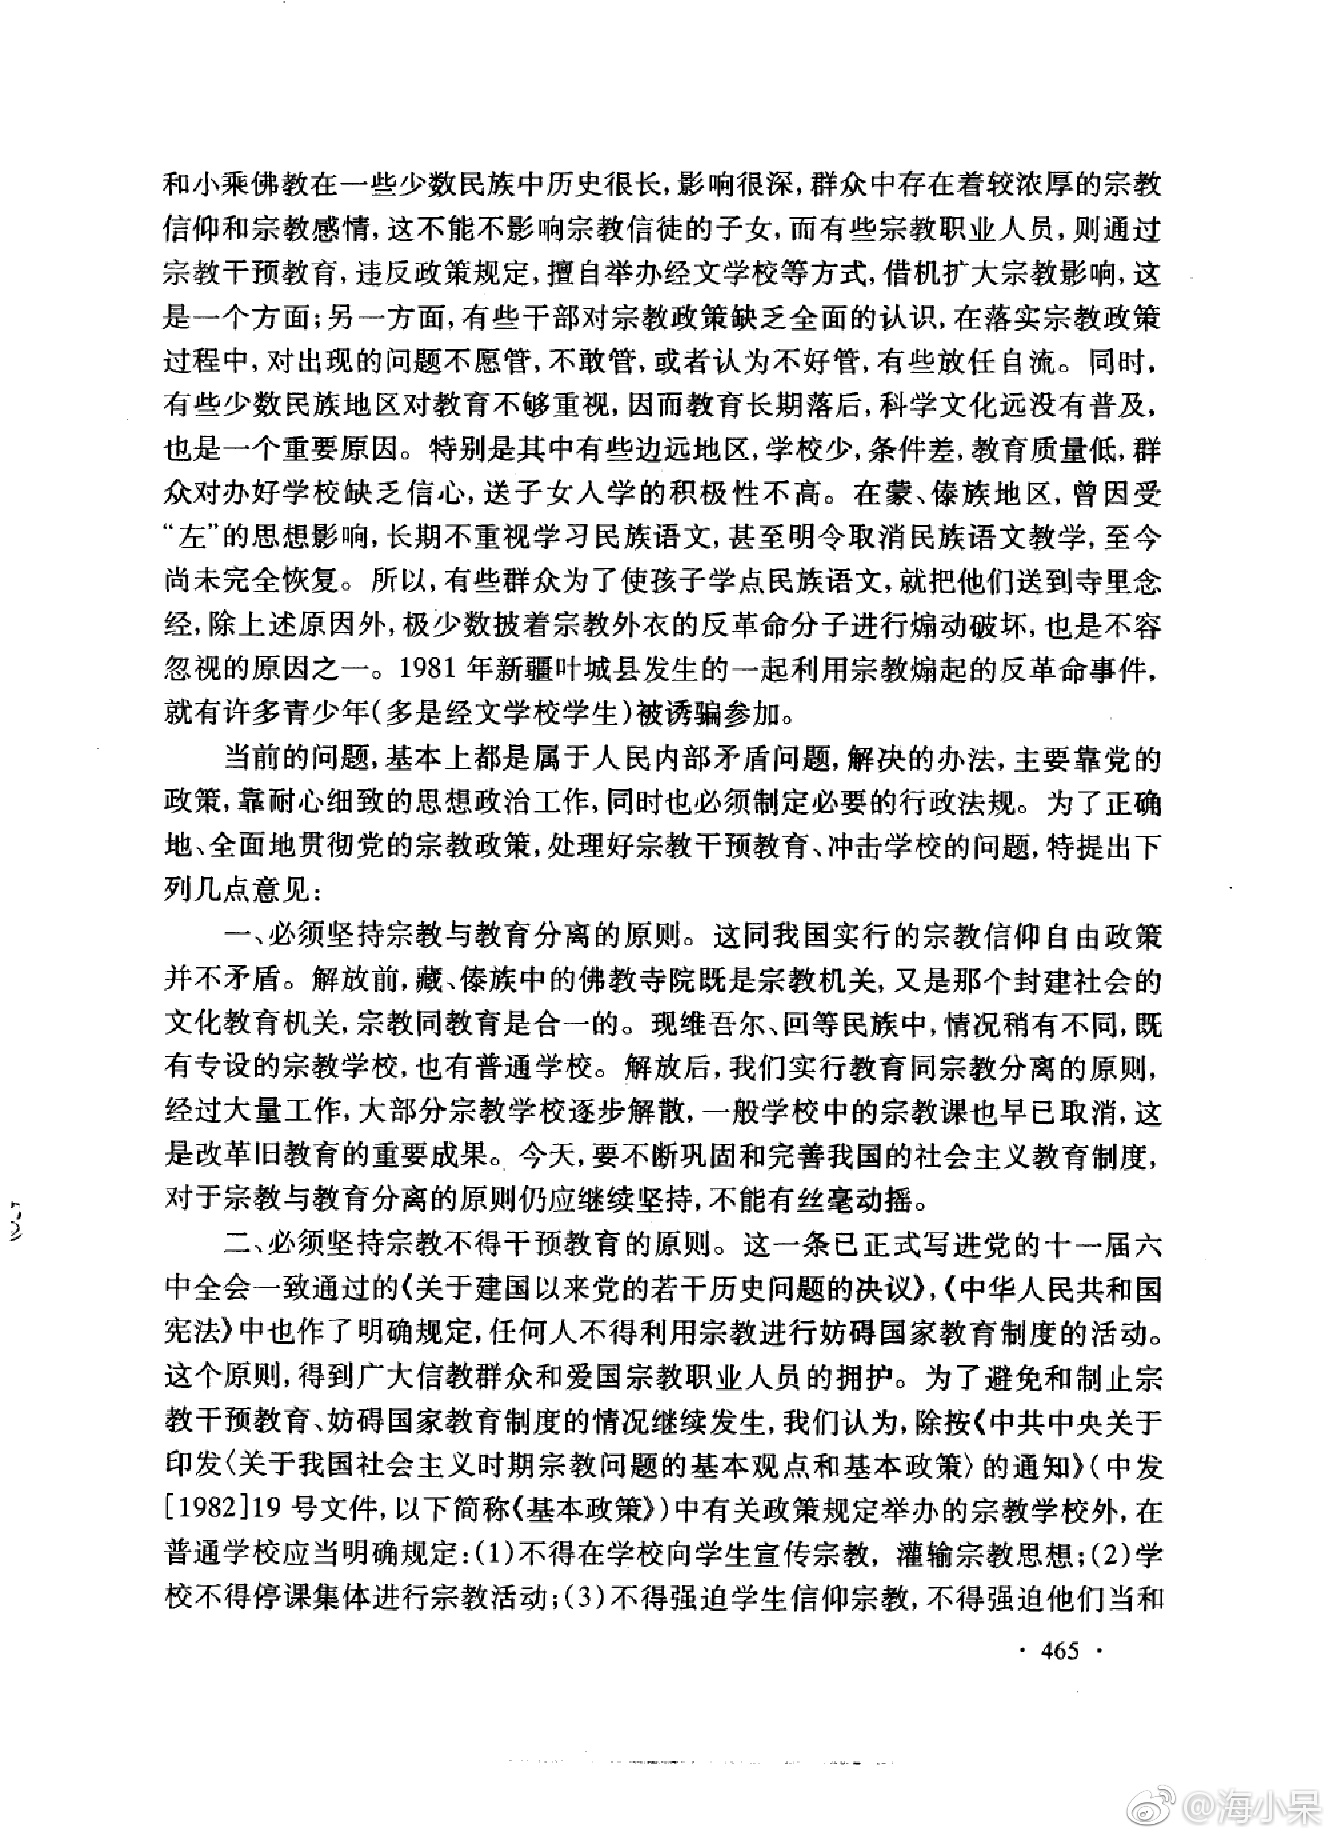 和小乘佛教在一些少数民族中历史很长,影响很深,群众中存在着较浓厚的宗教
信仰和宗教感情,这不能不影响宗教信徒的子女,而有些宗教职业人员,则通过
宗教干预教育,违反政策规定,擅自举办经文学校等方式,借机扩大宗教影响,这
是一个方面;另一方面,有些干部对宗教政策缺乏全面的认识,在落实宗教政策
过程中,对出现的问题不愿管,不敢管,或者认为不好管,有些放任自流。同时,
有些少数民族地区对教育不够重视,因而教育长期落后,科学文化远没有普及,
也是一个重要原因。特别是其中有些边远地区,学校少,条件差,教育质量低,群
众对办好学校缺乏信心,送子女人学的积极性不高。在蒙、傣族地区,曾因受
“左”的思想影响,长期不重视学习民族语文,甚至明令取消民族语文教学,至今
尚未完全恢复。所以,有些群众为了使孩子学点民族语文,就把他们送到寺里念
经,除上述原因外,极少数披着宗教外衣的反革命分子进行煽动破坏,也是不容
忽视的原因之一。1981年新疆叶城县发生的一起利用宗教煽起的反革命事件,
就有许多青少年(多是经文学校学生)被诱骗参加。
当前的问题,基本上都是属于人民内部矛盾问题,解决的办法,主要靠党的
政策,靠耐心细致的思想政治工作,同时也必须制定必要的行政法规。为了正确
地、全面地贯彻党的宗教政策,处理好宗教干预教育、冲击学校的问题,特提出下
列几点意见:
一、必须坚持宗教与教育分离的原则。这同我国实行的宗教信仰自由政策
并不矛盾。解放前,藏、傣族中的佛教寺院既是宗教机关,又是那个封建社会的
文化教育机关,宗教同教育是合一的。现维吾尔、回等民族中,情况稍有不同,既
有专设的宗教学校,也有普通学校。解放后,我们实行教育同宗教分离的原则,
经过大量工作,大部分宗教学校逐步解散,一般学校中的宗教课也早已取消,这
是改革旧教育的重要成果。今天,要不断巩固和完善我国的社会主义教育制度,
对于宗教与教育分离的原则仍应继续坚持,不能有丝毫动摇。
二、必须坚持宗教不得干预教育的原则。这一条已正式写进党的十一届六
中全会一致通过的《关于建国以来党的若干历史问题的决议》,《中华人民共和国
宪法》中也作了明确规定,任何人不得利用宗教进行妨碍国家教育制度的活动。
这个原则,得到广大信教群众和爱国宗教职业人员的拥护。为了避免和制止宗
教干预教育、妨碍国家教育制度的情况继续发生,我们认为,除按《中共中央关于
印发〈关于我国社会主义时期宗教问题的基本观点和基本政策〉的通知》(中发
[1982]19号文件,以下简称《基本政策》)中有关政策规定举办的宗教学校外,在
普通学校应当明确规定:(1)不得在学校向学生宣传宗教,灌输宗教思想;(2)学
校不得停课集体进行宗教活动;(3)不得强迫学生信仰宗教,不得强迫他们当和
· 465 ·
@海小呆